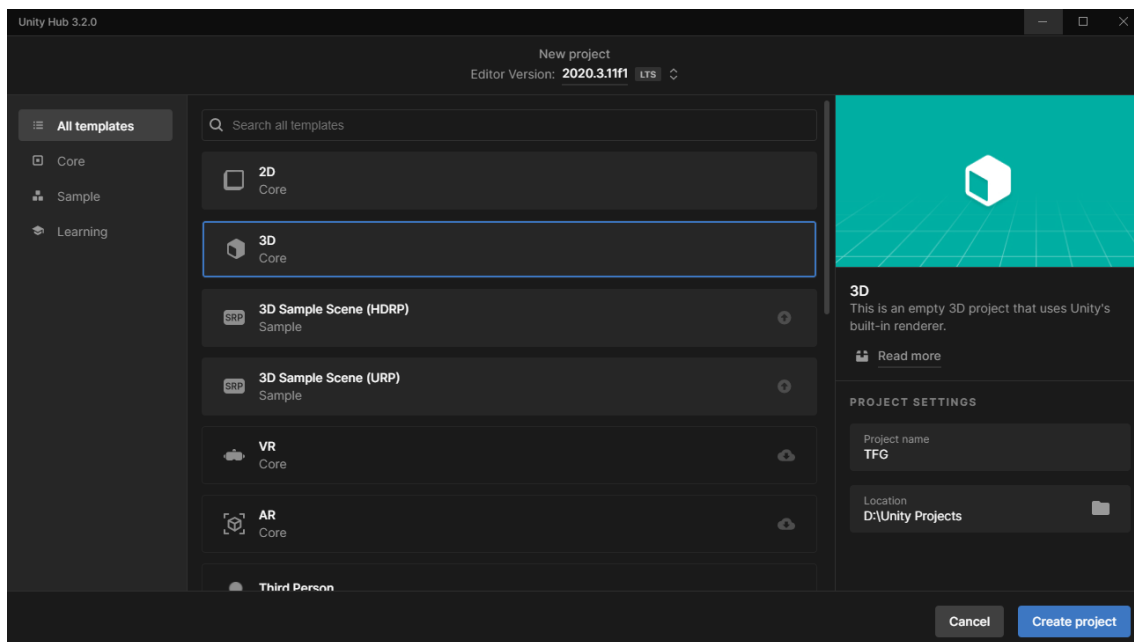 Unity Hub 3.2.0
New project
Editor Version: 2020.3.11f1 LTS
All templates
Core
Sample
Learning
Search all templates
2D
Core
3D
Core
SRP
3D Sample Scene (HDRP)
Sample
SRP
3D Sample Scene (URP)
Sample
VR
Core
AR
Core
Third Person
3D
This is an empty 3D project that uses Unity's
built-in renderer.
Read more
PROJECT SETTINGS
Project name
TFG
Location
D:\Unity Projects
Cancel
Create project